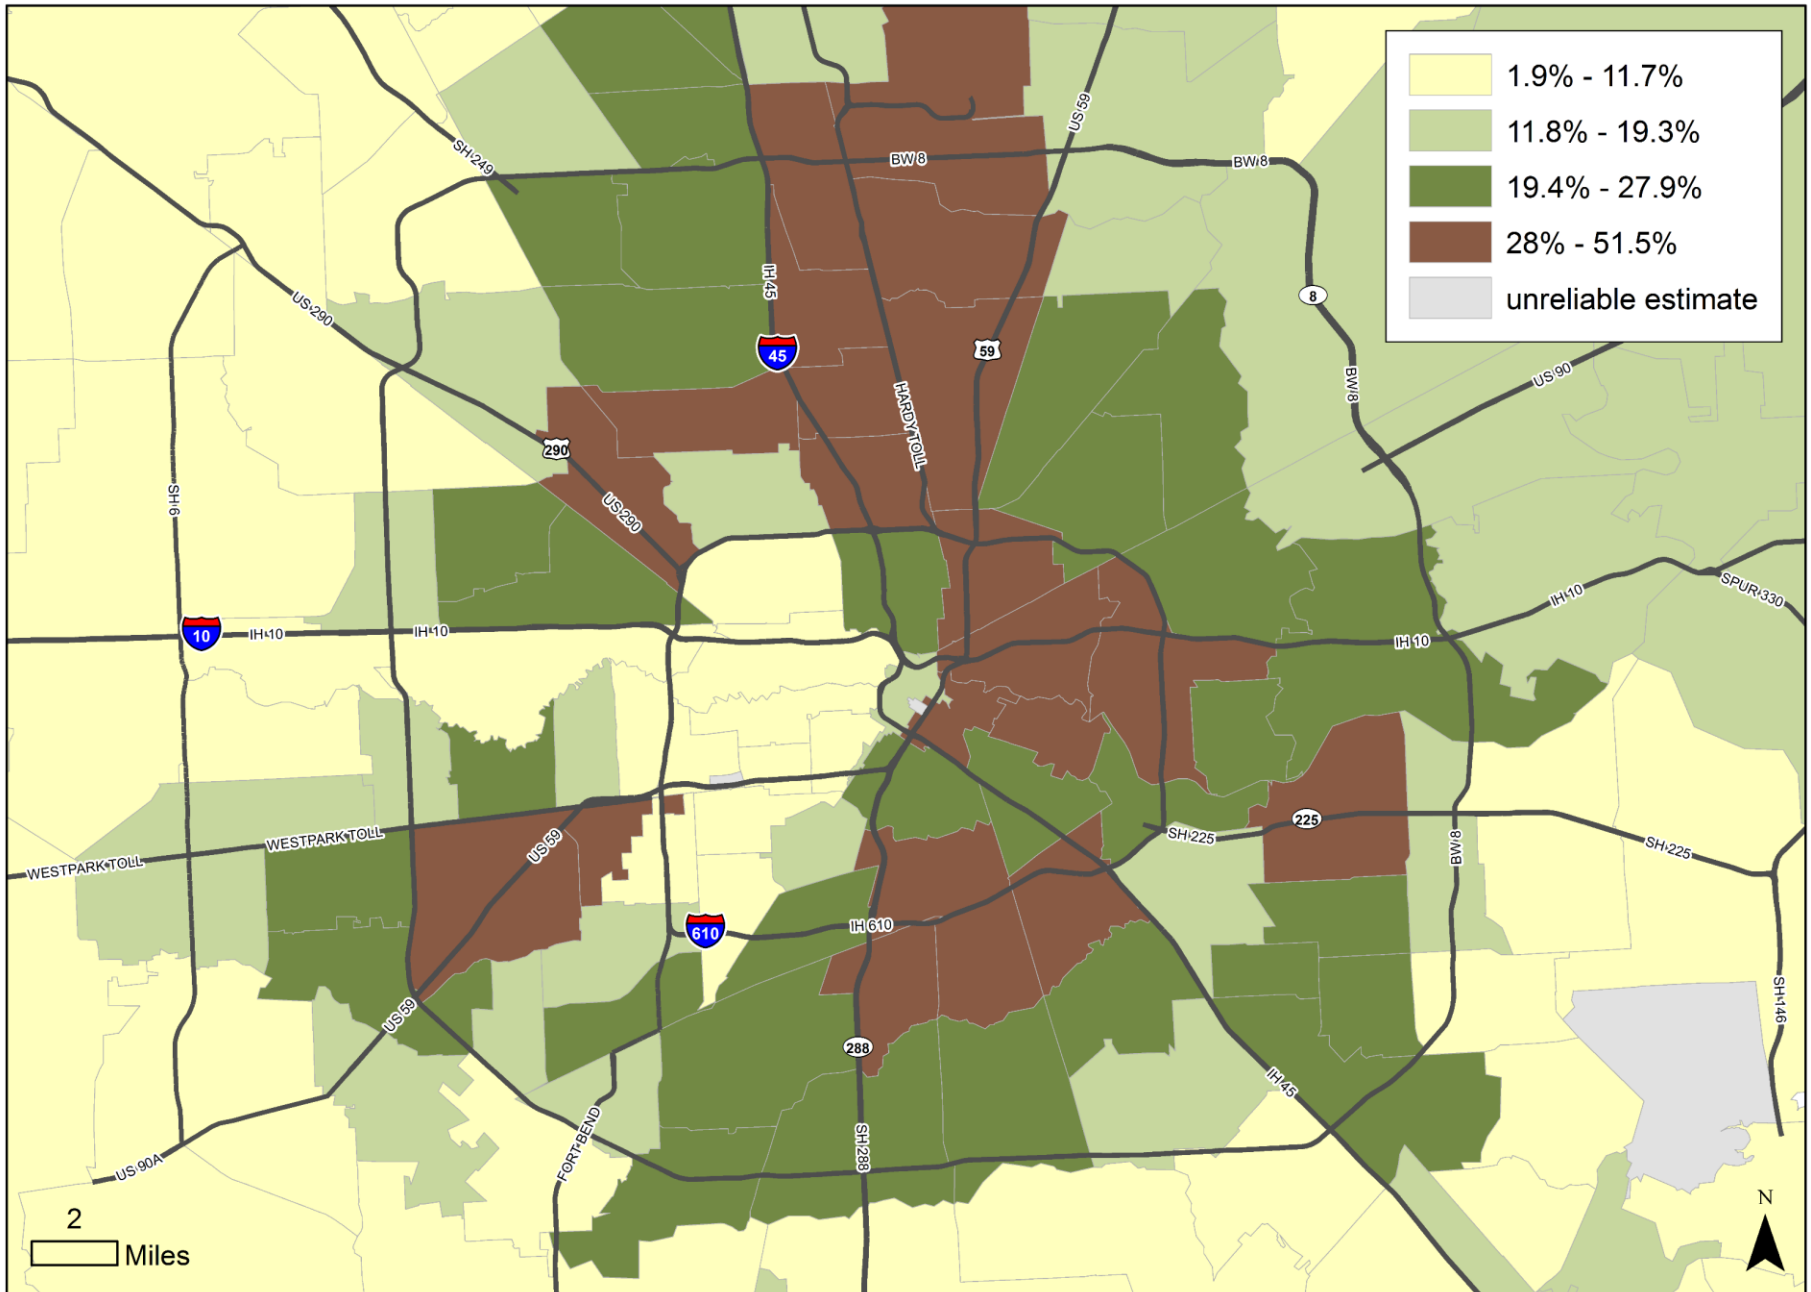 1.9% - 11.7%
11.8% - 19.3%
19.4% - 27.9%
28% - 51.5%
unreliable estimate
US 59
SH 249
BW 8
BW 8
IH 45
8
US 290
45
59
BW 8
US 90
HARDY TOLL
290
SH 6
US 290
IH 10
SPUR 330
10
IH 10
IH 10
IH 10
WESTPARK TOLL
WESTPARK TOLL
US 59
SH 225
225
BW 8
SH 225
610
IH 610
US 59
SH 146
288
IH 45
FORT BEND
SH 288
US 90A
2
Miles
N